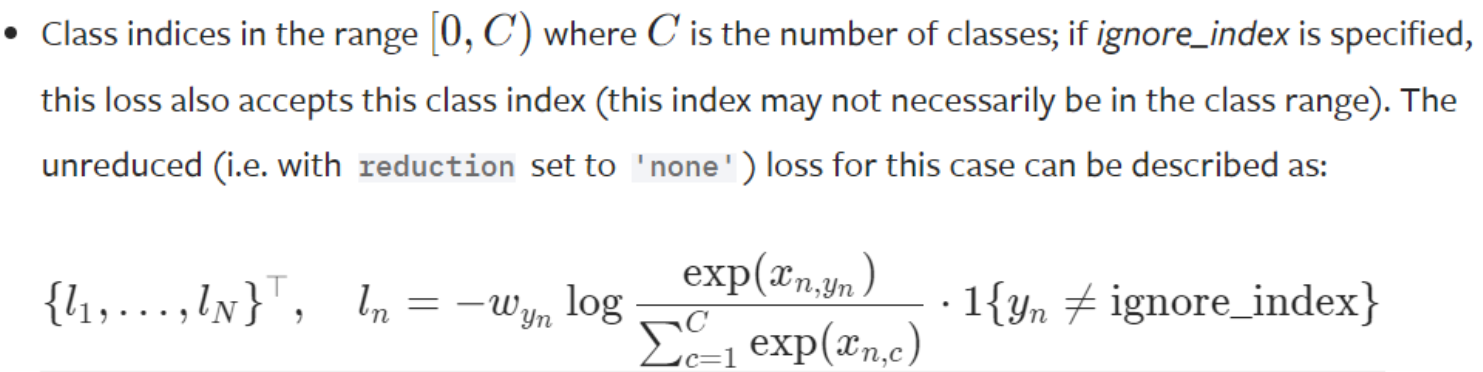 • Class indices in the range [0, C) where C is the number of classes; if ignore_index is specified,
this loss also accepts this class index (this index may not necessarily be in the class range). The
unreduced (i.e. with reduction set to 'none') loss for this case can be described as:
{l_1, . . . , l_N}^⊤, l_n = −w_{y_n} log \frac{exp(x_{n,y_n})}{\sum_{c=1}^{C} exp(x_{n,c})} · 1{y_n ≠ ignore_index}